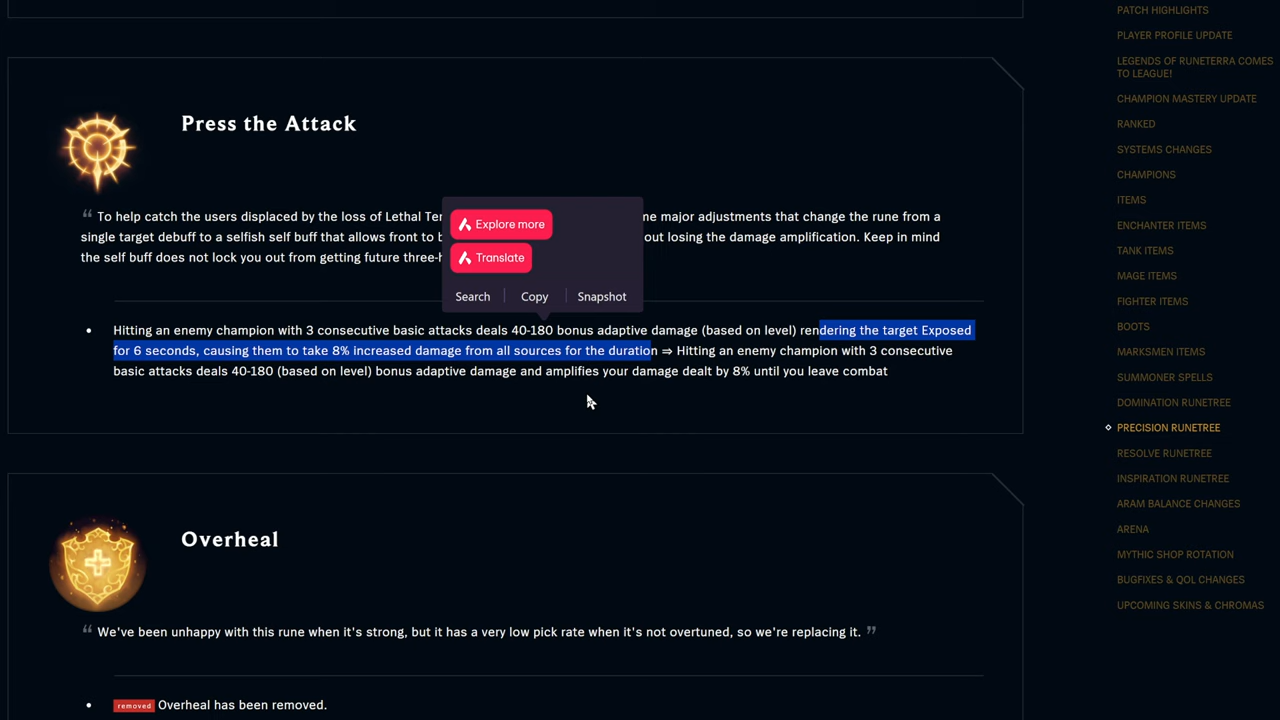 Press the Attack
“ To help catch the users displaced by the loss of Lethal Te
ne major adjustments that change the rune from a
single target debuff to a selfish self buff that allows front to b
out losing the damage amplification. Keep in mind
the self buff does not lock you out from getting future three-h
Explore more
Translate
Search
Copy
Snapshot
• Hitting an enemy champion with 3 consecutive basic attacks deals 40-180 bonus adaptive damage (based on level) rendering the target Exposed
for 6 seconds, causing them to take 8% increased damage from all sources for the duration ⇒ Hitting an enemy champion with 3 consecutive
basic attacks deals 40-180 (based on level) bonus adaptive damage and amplifies your damage dealt by 8% until you leave combat
Overheal
“ We've been unhappy with this rune when it's strong, but it has a very low pick rate when it's not overtuned, so we're replacing it. ”
• removed Overheal has been removed.
PATCH HIGHLIGHTS
PLAYER PROFILE UPDATE
LEGENDS OF RUNETERRA COMES
TO LEAGUE!
CHAMPION MASTERY UPDATE
RANKED
SYSTEMS CHANGES
CHAMPIONS
ITEMS
ENCHANTER ITEMS
TANK ITEMS
MAGE ITEMS
FIGHTER ITEMS
BOOTS
MARKSMEN ITEMS
SUMMONER SPELLS
DOMINATION RUNETREE
PRECISION RUNETREE
RESOLVE RUNETREE
INSPIRATION RUNETREE
ARAM BALANCE CHANGES
ARENA
MYTHIC SHOP ROTATION
BUGFIXES & QOL CHANGES
UPCOMING SKINS & CHROMAS